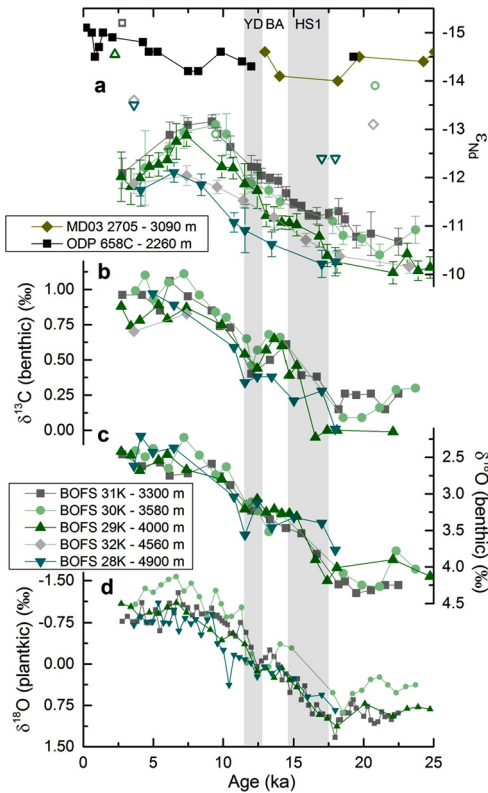 YD BA HS1
-15
-14
-13
-12
-11
-10
εNd
a
MD03 2705 - 3090 m
ODP 658C - 2260 m
b
1.00
0.75
0.50
0.25
0.00
δ13C (benthic) (‰)
c
2.5
3.0
3.5
4.0
4.5
δ18O (benthic) (‰)
BOFS 31K - 3300 m
BOFS 30K - 3580 m
BOFS 29K - 4000 m
BOFS 32K - 4560 m
BOFS 28K - 4900 m
d
-1.50
-0.75
0.00
0.75
1.50
δ18O (plantkic) (‰)
0 5 10 15 20 25
Age (ka)